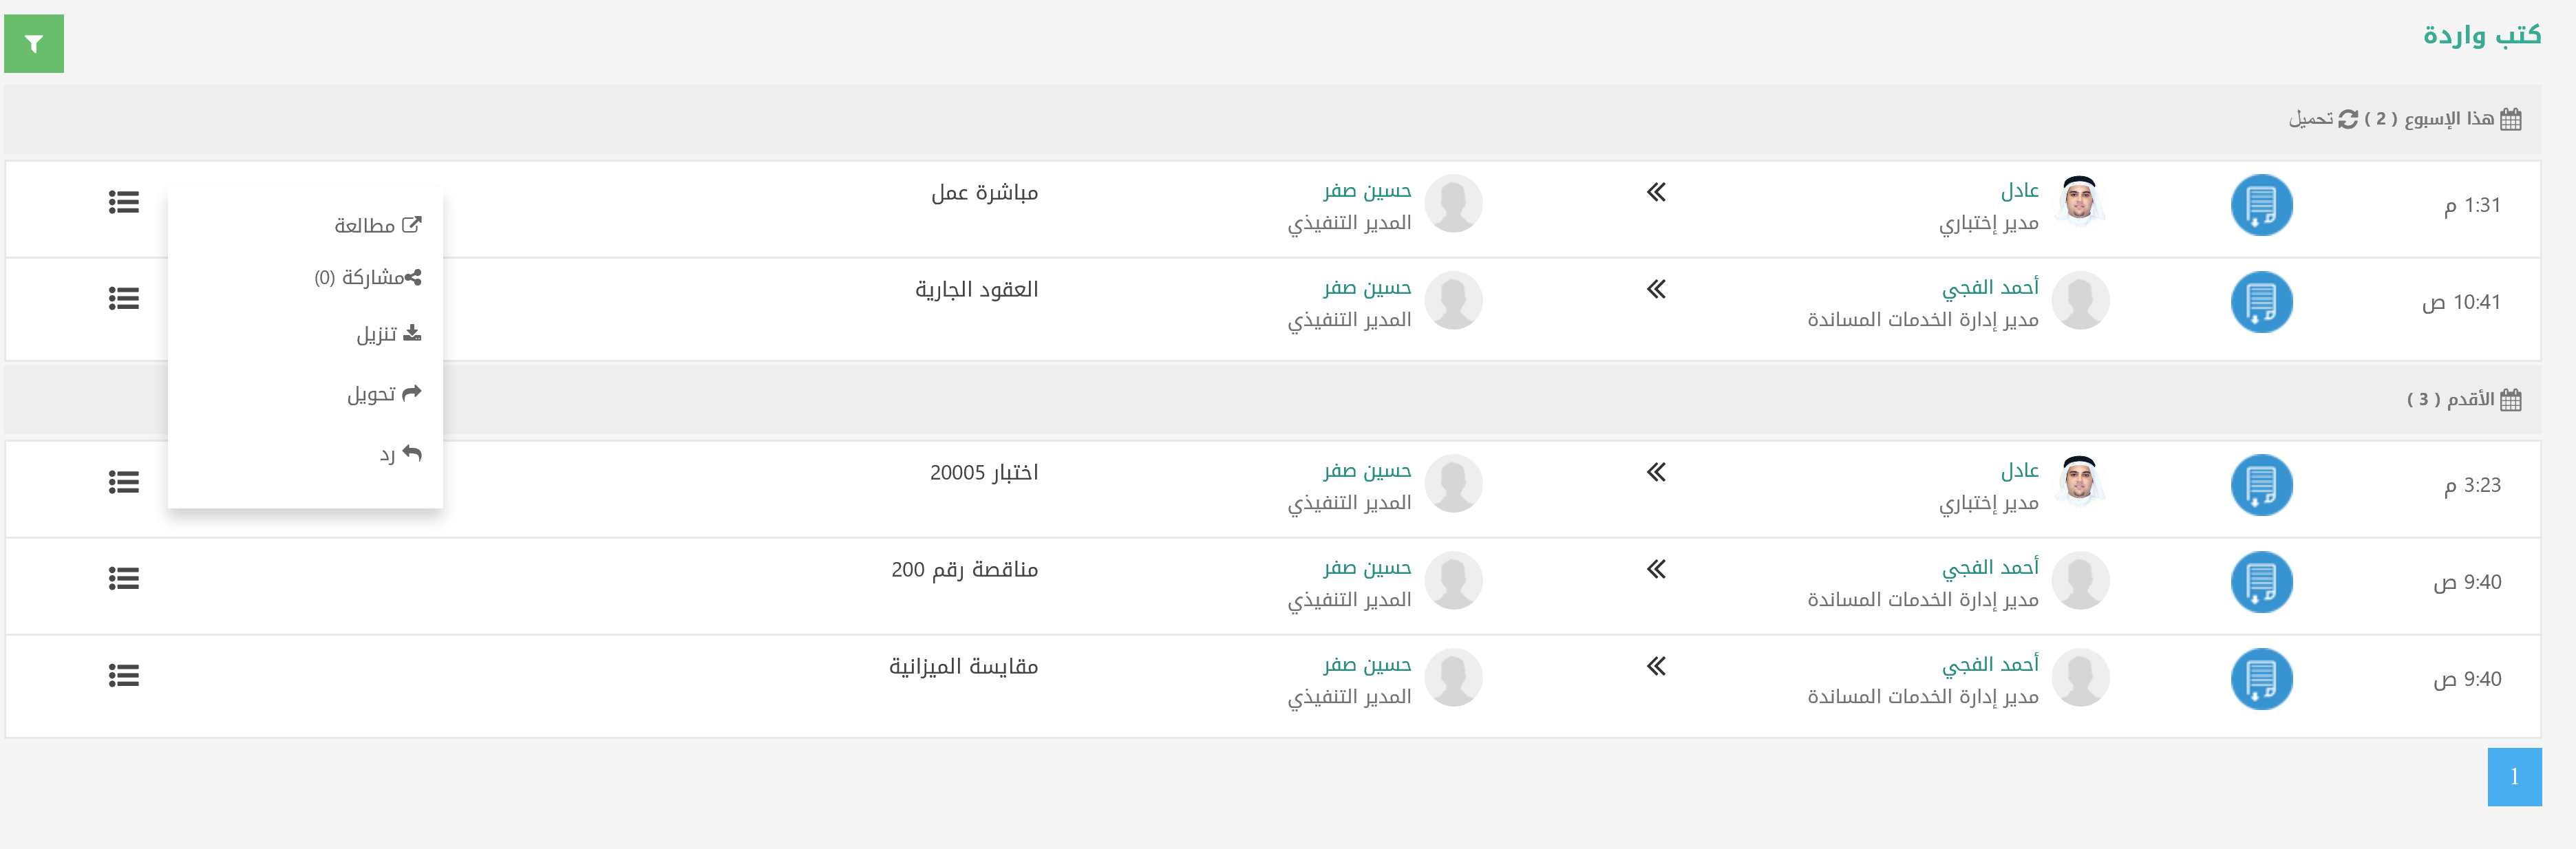 كتب واردة
هذا الإسبوع ( 2 ) تحميل
1:31 م
عادل
مدير إختباري
حسين صفر
المدير التنفيذي
مباشرة عمل
10:41 ص
أحمد الفجي
مدير إدارة الخدمات المساندة
حسين صفر
المدير التنفيذي
العقود الجارية
مطالعة
مشاركة (0)
تنزيل
تحويل
رد
الأقدم ( 3 )
3:23 م
عادل
مدير إختباري
حسين صفر
المدير التنفيذي
اختبار 20005
9:40 ص
أحمد الفجي
مدير إدارة الخدمات المساندة
حسين صفر
المدير التنفيذي
مناقصة رقم 200
9:40 ص
أحمد الفجي
مدير إدارة الخدمات المساندة
حسين صفر
المدير التنفيذي
مقايسة الميزانية
1